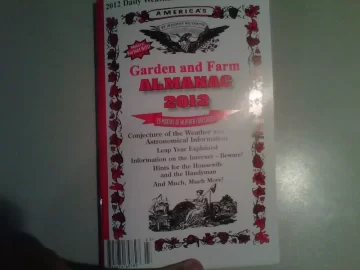 2012 Daily Weather
AMERICA'S
Garden and Farm
ALMANAC
2012
Conjecture of the Weather and
Astronomical Information
Leap Year Explained
Information on the Internet - Beware!
Hints for the Housewife
and the Handyman
And Much, Much More!